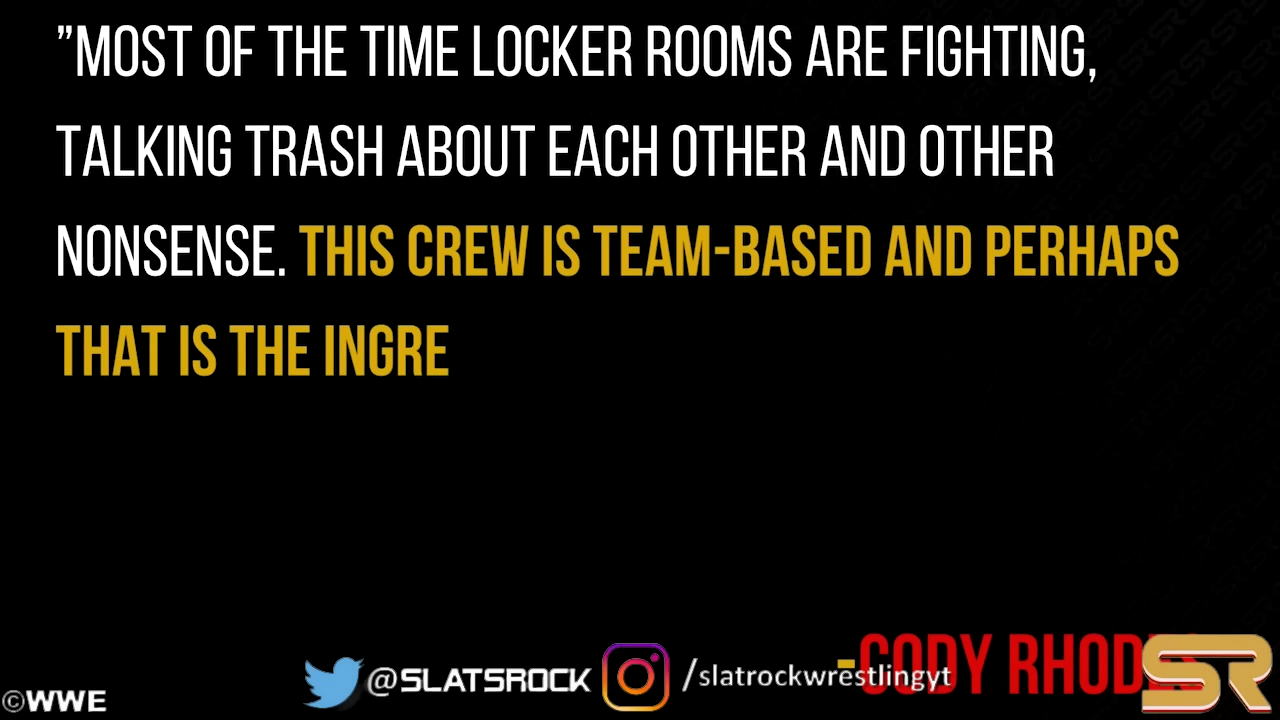 ”MOST OF THE TIME LOCKER ROOMS ARE FIGHTING,
TALKING TRASH ABOUT EACH OTHER AND OTHER
NONSENSE. THIS CREW IS TEAM-BASED AND PERHAPS
THAT IS THE INGRE
-CODY RHODES
@SLATSROCK /slatrockwrestlingyt
SR
©WWE